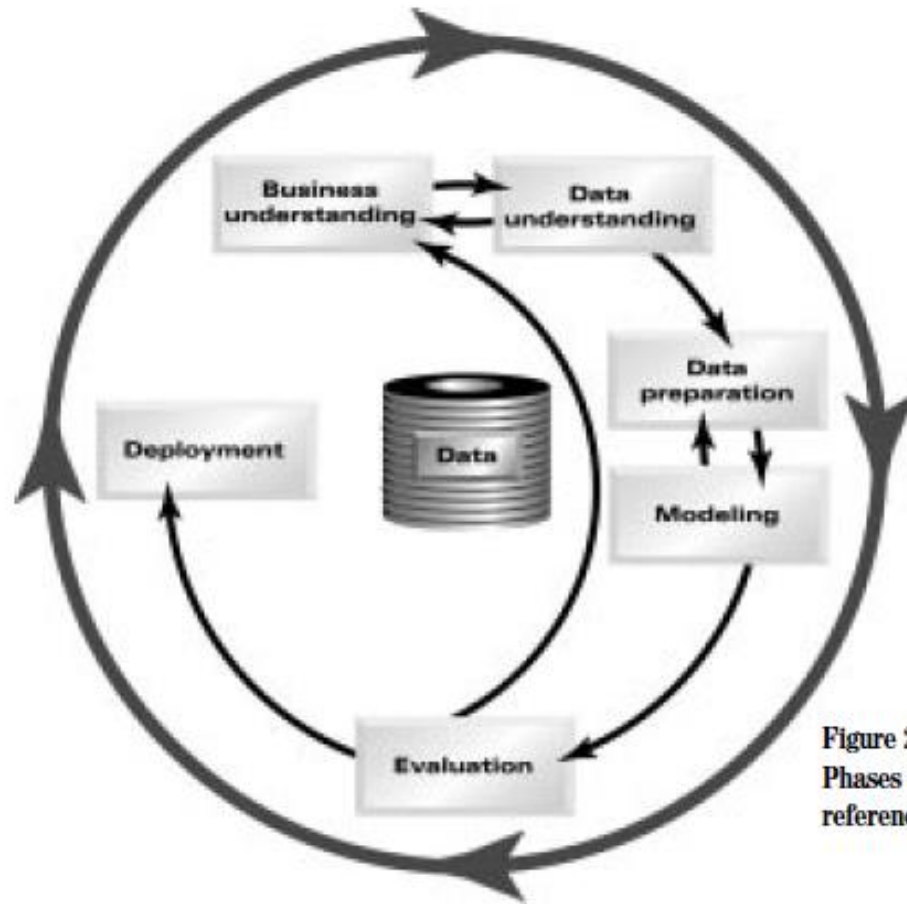 Business
understanding
Data
understanding
Data
preparation
Deployment
Data
Modeling
Evaluation
Figure
Phases
referenc